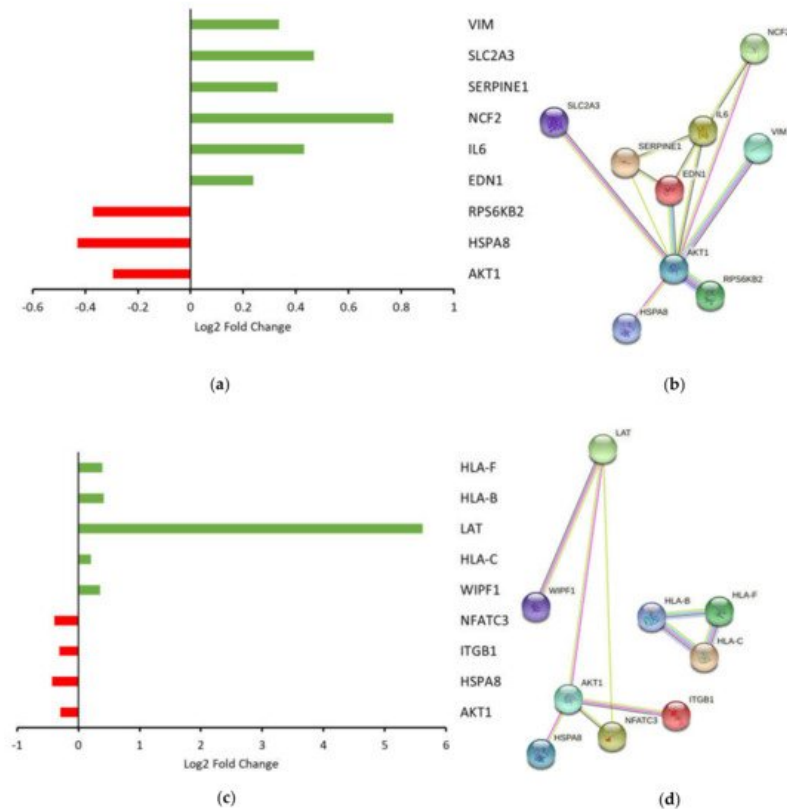 VIM
SLC2A3
SERPINE1
NCF2
IL6
EDN1
RPS6KB2
HSPA8
AKT1
-0.6 -0.4 -0.2 0 0.2 0.4 0.6 0.8 1
Log2 Fold Change
(a)
NCF2
SLC2A3
IL6
VIM
SERPINE1
EDN1
AKT1
RPS6KB2
HSPA8
(b)
HLA-F
HLA-B
LAT
HLA-C
WIPF1
NFATC3
ITGB1
HSPA8
AKT1
-1 0 1 2 3 4 5 6
Log2 Fold Change
(c)
LAT
WIPF1
HLA-B
HLA-F
HLA-C
AKT1
ITGB1
NFATC3
HSPA8
(d)